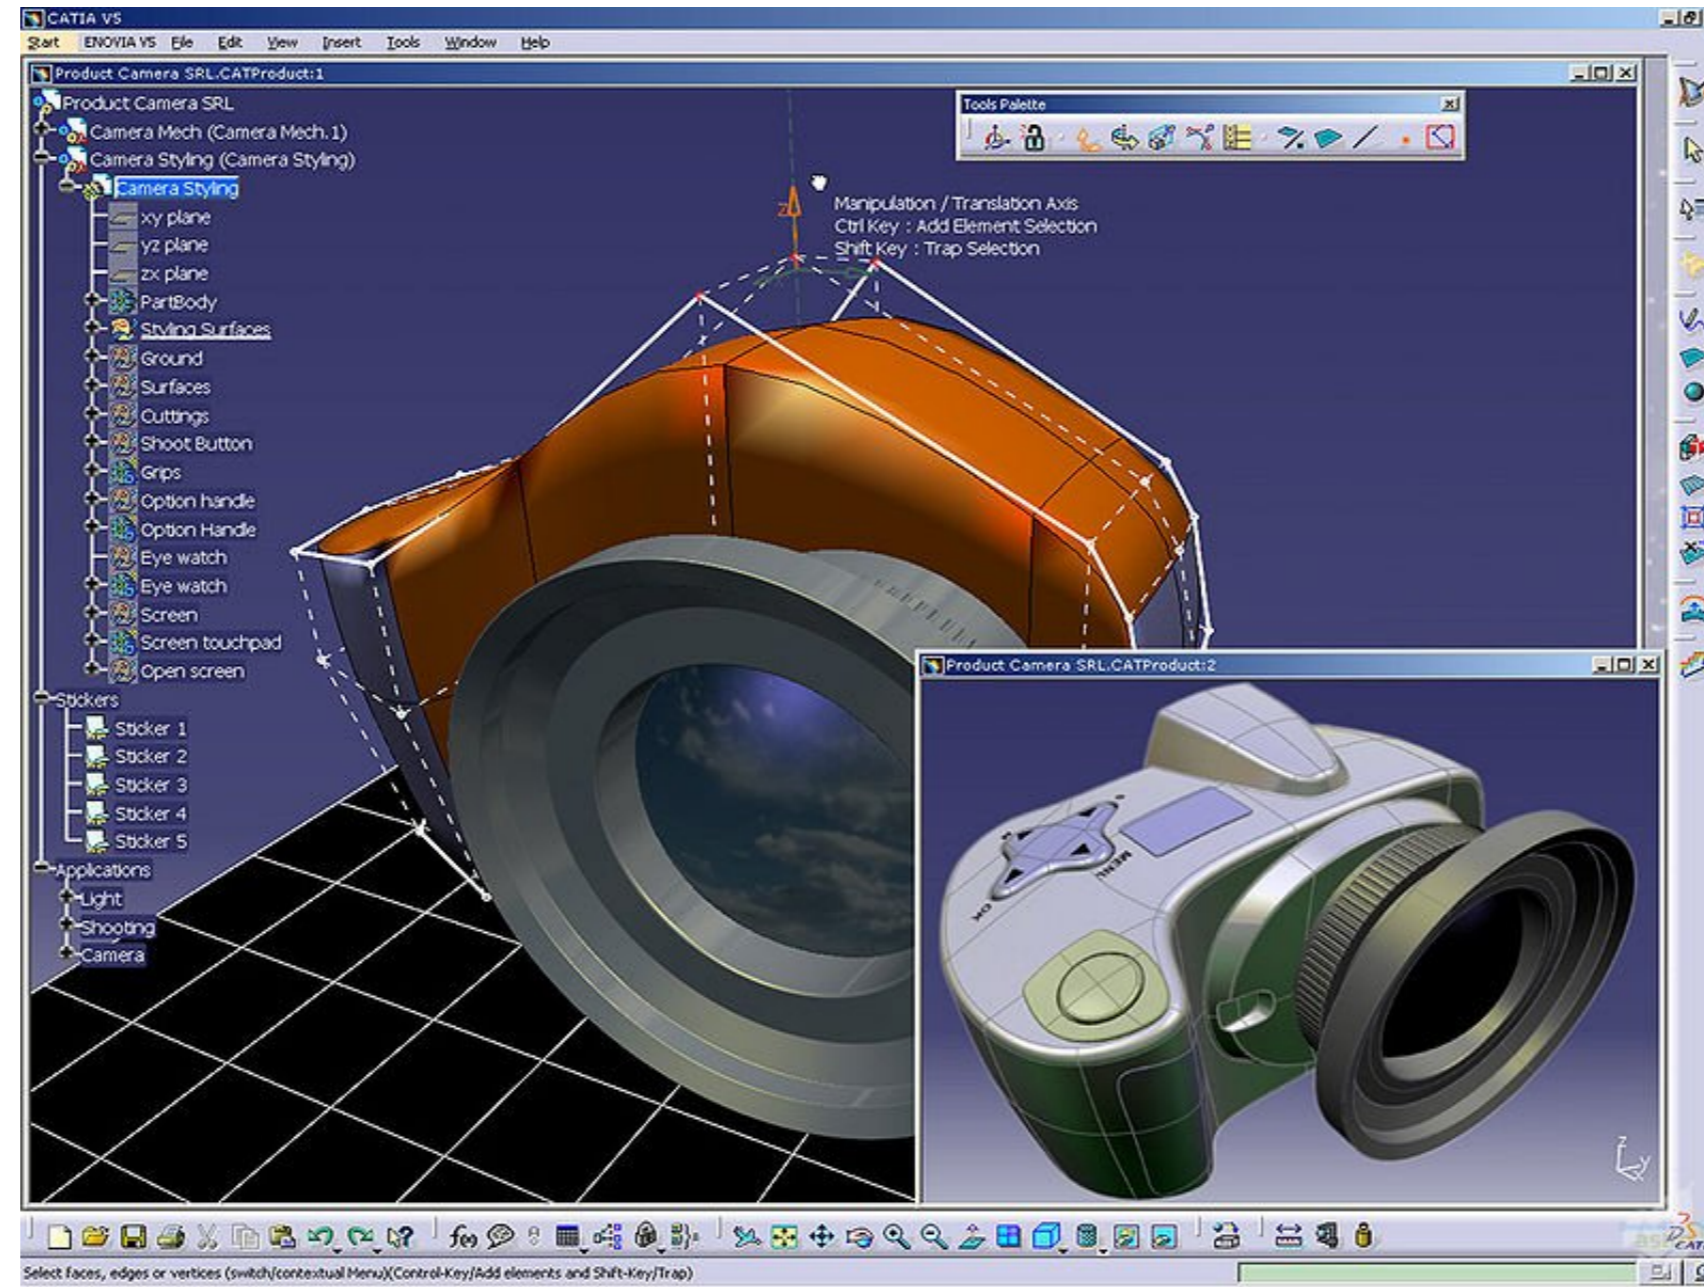 CATIA V5
Start ENOVIA V5 File Edit View Insert Tools Window Help
Product Camera SRL.CATProduct:1
Product Camera SRL
Camera Mech (Camera Mech.1)
Camera Styling (Camera Styling)
Camera Styling
xy plane
yz plane
zx plane
PartBody
Styling Surfaces
Ground
Surfaces
Cuttings
Shoot Button
Grips
Option handle
Option Handle
Eye watch
Eye watch
Screen
Screen touchpad
Open screen
Stickers
Sticker 1
Sticker 2
Sticker 3
Sticker 4
Sticker 5
Applications
Light
Shooting
Camera
Tools Palette
z
Manipulation / Translation Axis
Ctrl Key : Add Element Selection
Shift Key : Trap Selection
Product Camera SRL.CATProduct:2
MENU
OK
z
y
x
f(x)
Select faces, edges or vertices (switch/contextual Menu)(Control-Key/Add elements and Shift-Key/Trap)